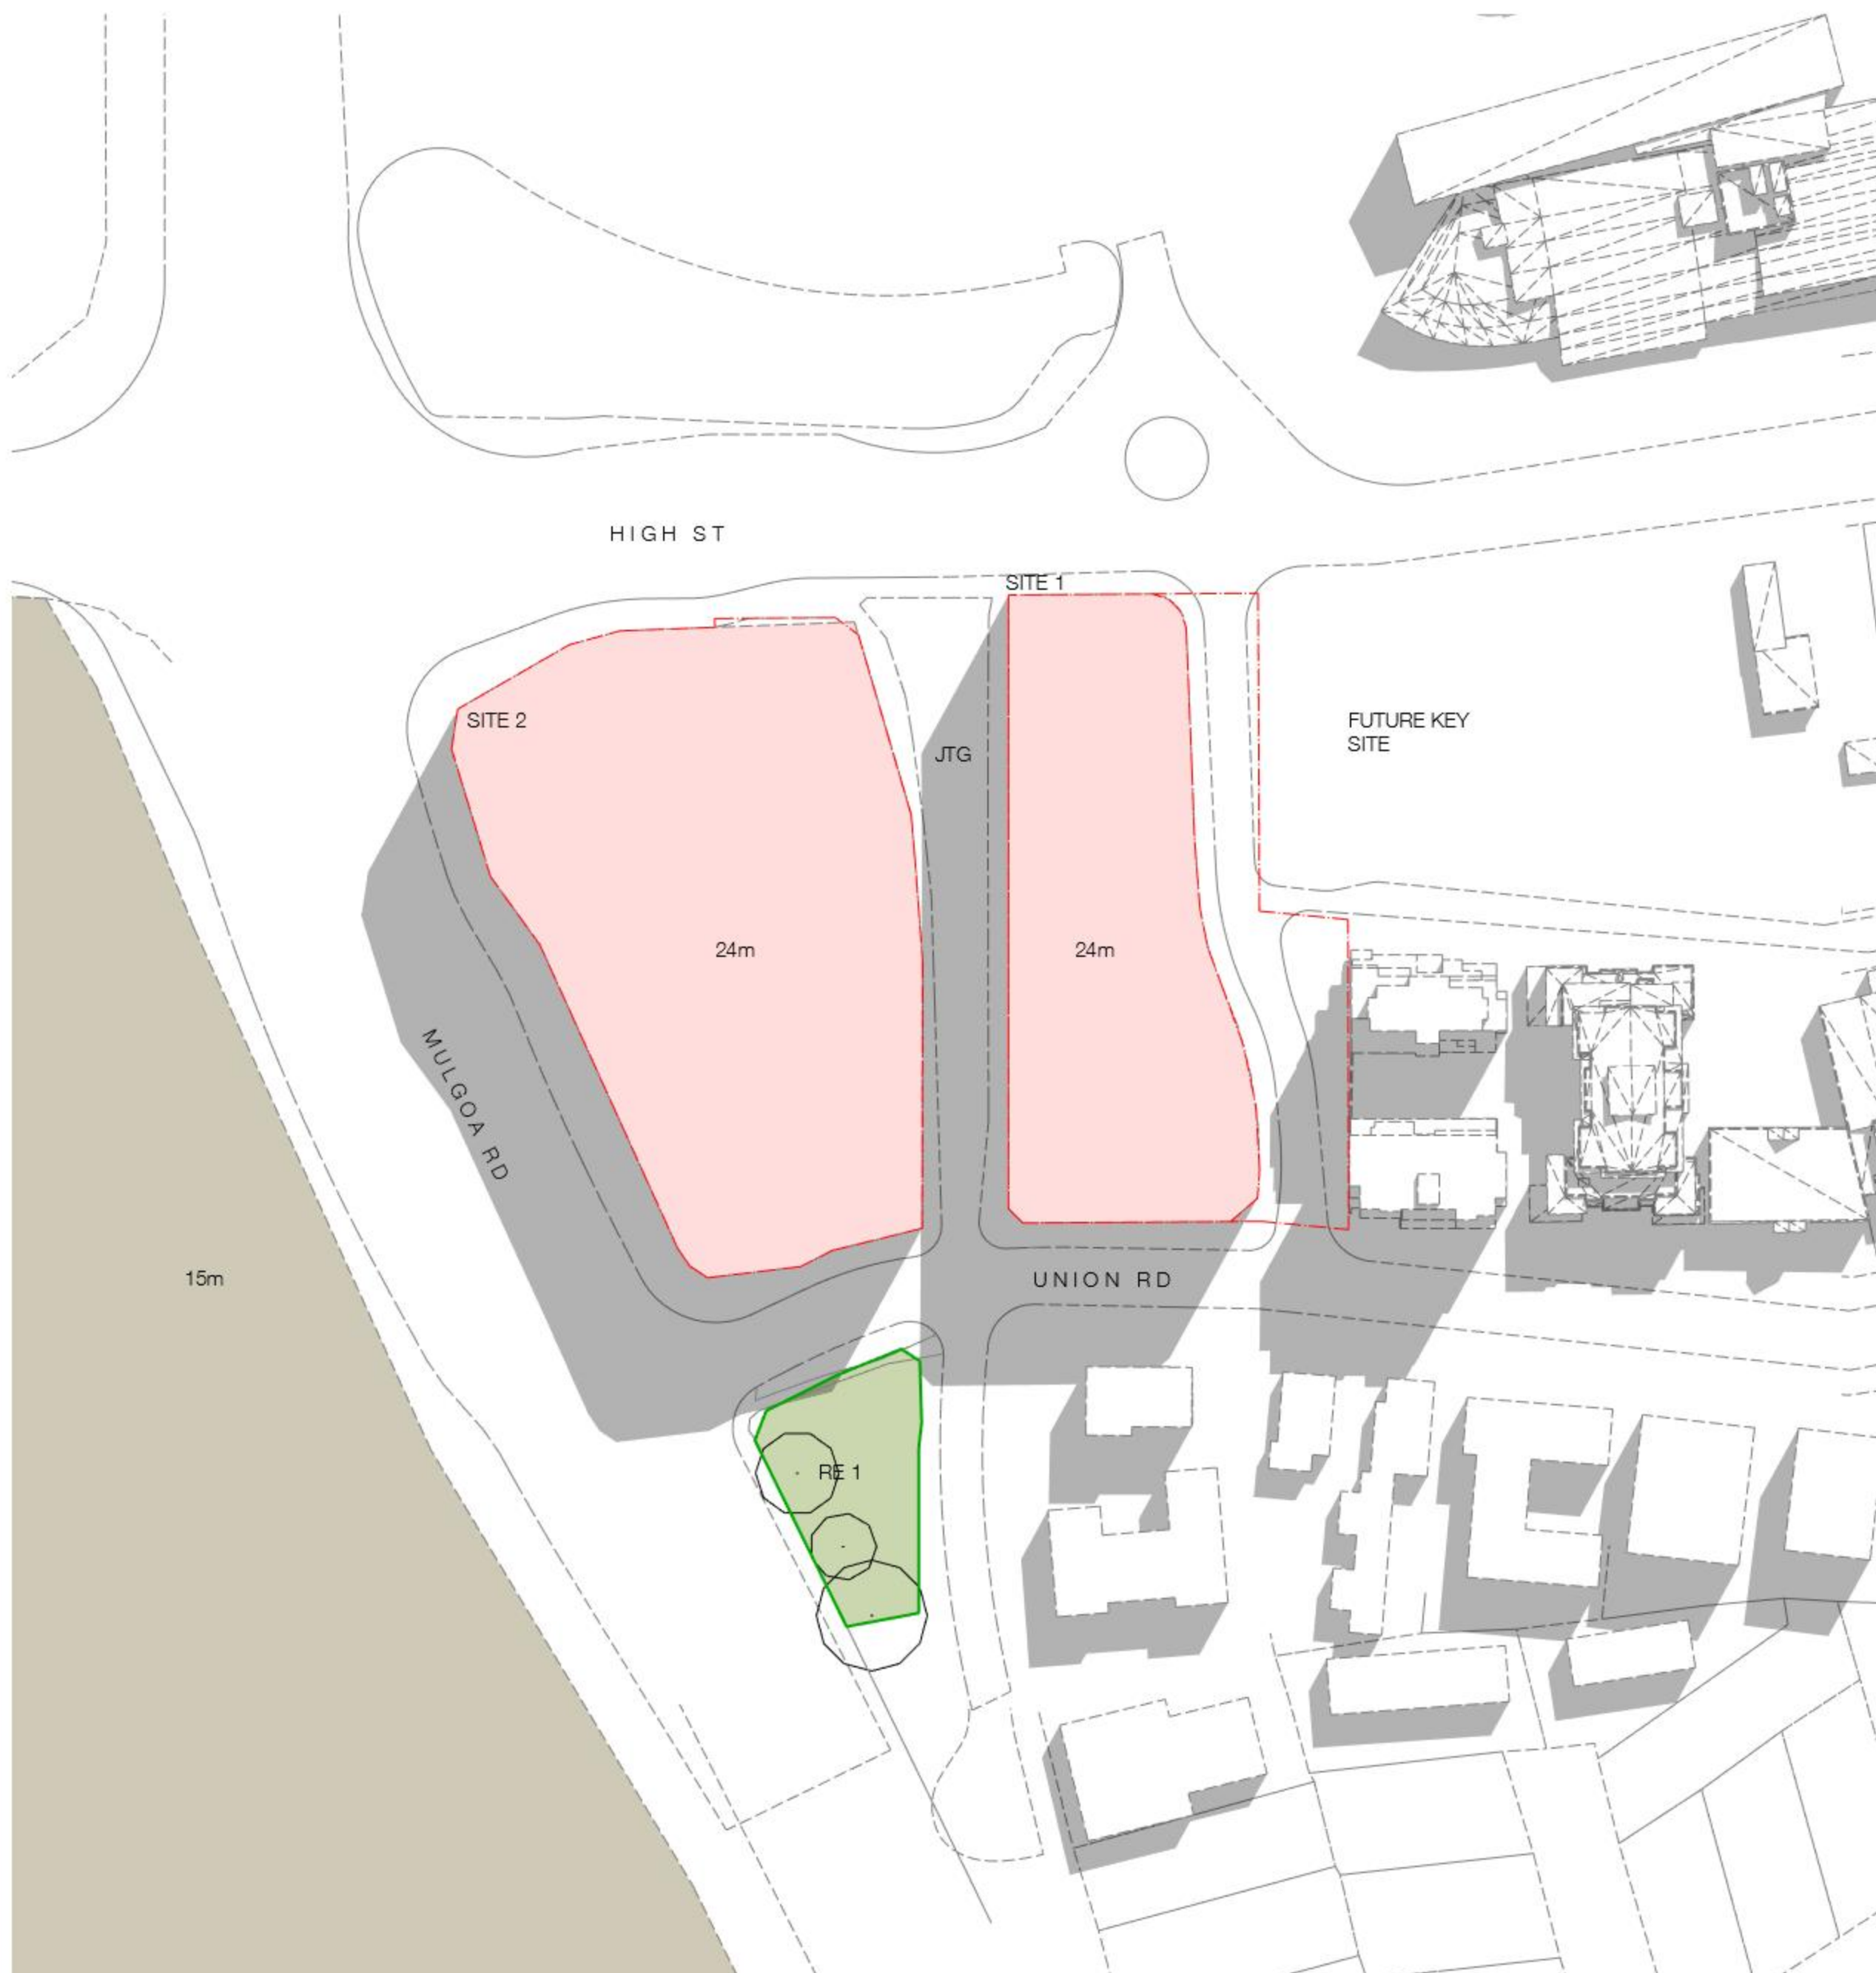 HIGH ST
SITE 1
SITE 2
FUTURE KEY
SITE
JTG
24m
24m
MULGOA RD
15m
UNION RD
RE 1